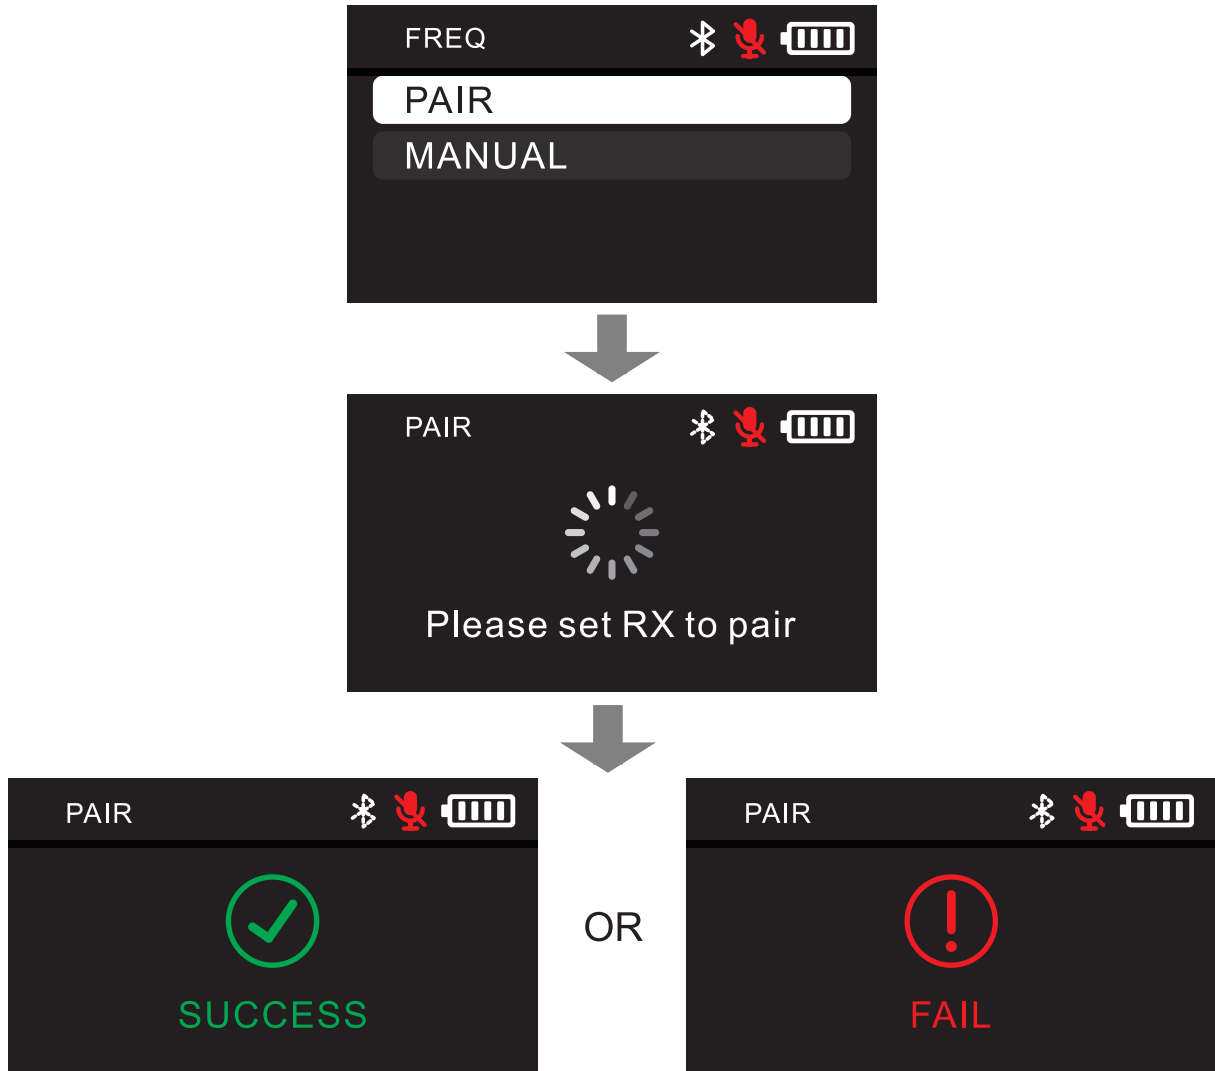 FREQ
PAIR
MANUAL
PAIR
Please set RX to pair
PAIR
SUCCESS
OR
PAIR
FAIL